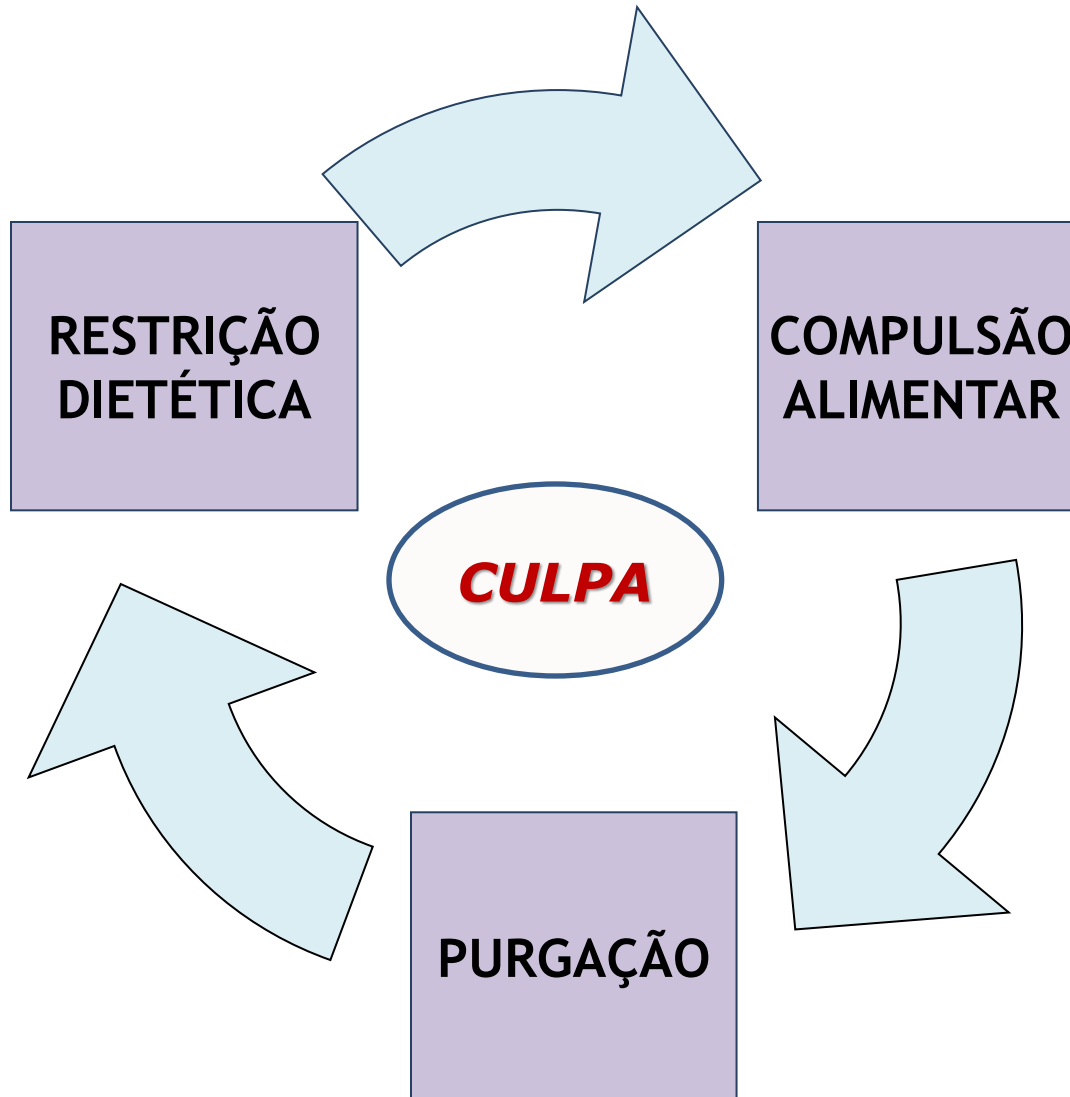 RESTRIÇÃO
DIETÉTICA
COMPULSÃO
ALIMENTAR
CULPA
PURGAÇÃO